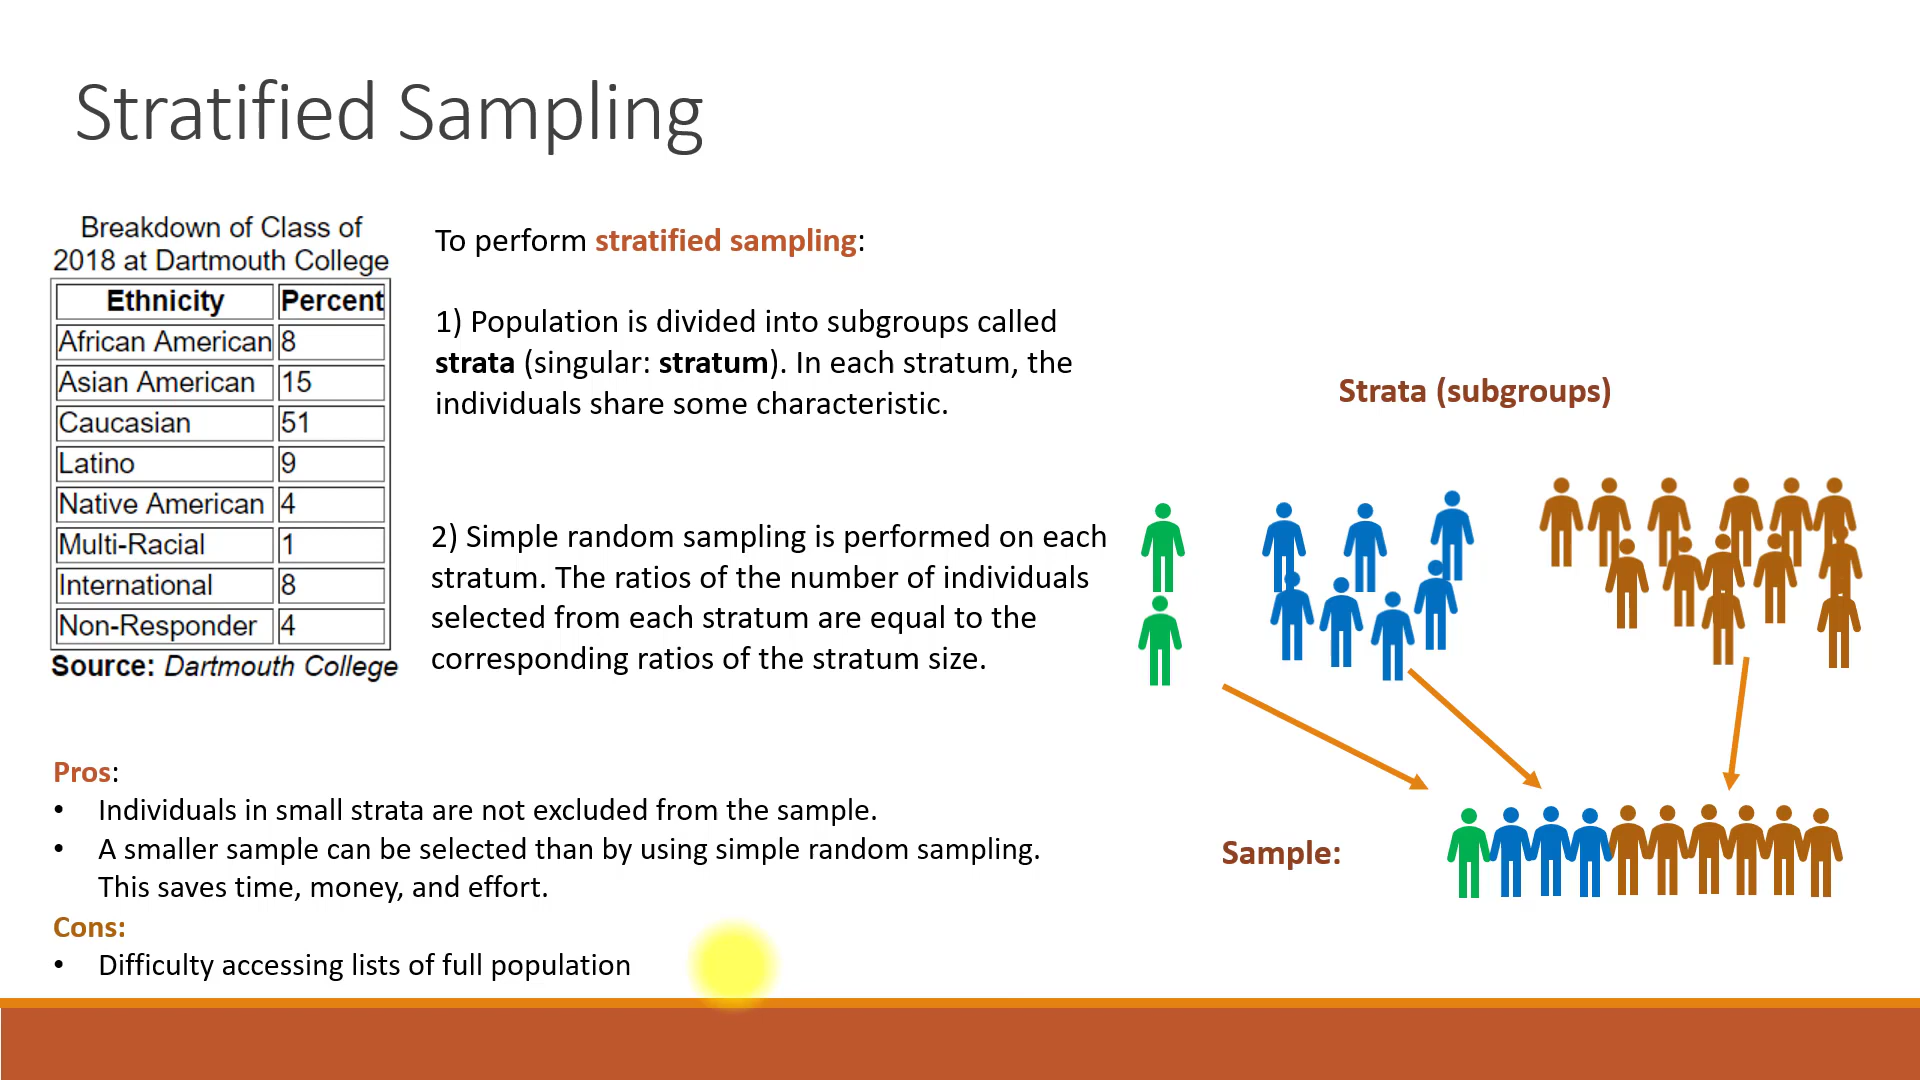 Stratified Sampling
Breakdown of Class of
2018 at Dartmouth College
Ethnicity Percent
African American 8
Asian American 15
Caucasian 51
Latino 9
Native American 4
Multi-Racial 1
International 8
Non-Responder 4
Source: Dartmouth College
To perform stratified sampling:
1) Population is divided into subgroups called
strata (singular: stratum). In each stratum, the
individuals share some characteristic.
2) Simple random sampling is performed on each
stratum. The ratios of the number of individuals
selected from each stratum are equal to the
corresponding ratios of the stratum size.
Strata (subgroups)
Sample:
Pros:
• Individuals in small strata are not excluded from the sample.
• A smaller sample can be selected than by using simple random sampling.
This saves time, money, and effort.
Cons:
• Difficulty accessing lists of full population